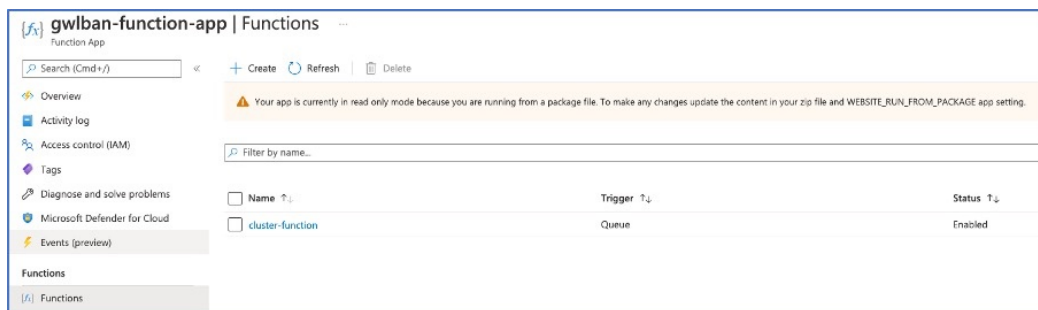 gwlban-function-app | Functions ...
Function App
Search (Cmd+/)
«
Overview
Activity log
Access control (IAM)
Tags
Diagnose and solve problems
Microsoft Defender for Cloud
Events (preview)
Functions
Functions
+ Create Refresh Delete
Your app is currently in read only mode because you are running from a package file. To make any changes update the content in your zip file and WEBSITE_RUN_FROM_PACKAGE app setting.
Filter by name...
Name ↑↓ Trigger ↑↓ Status ↑↓
cluster-function Queue Enabled